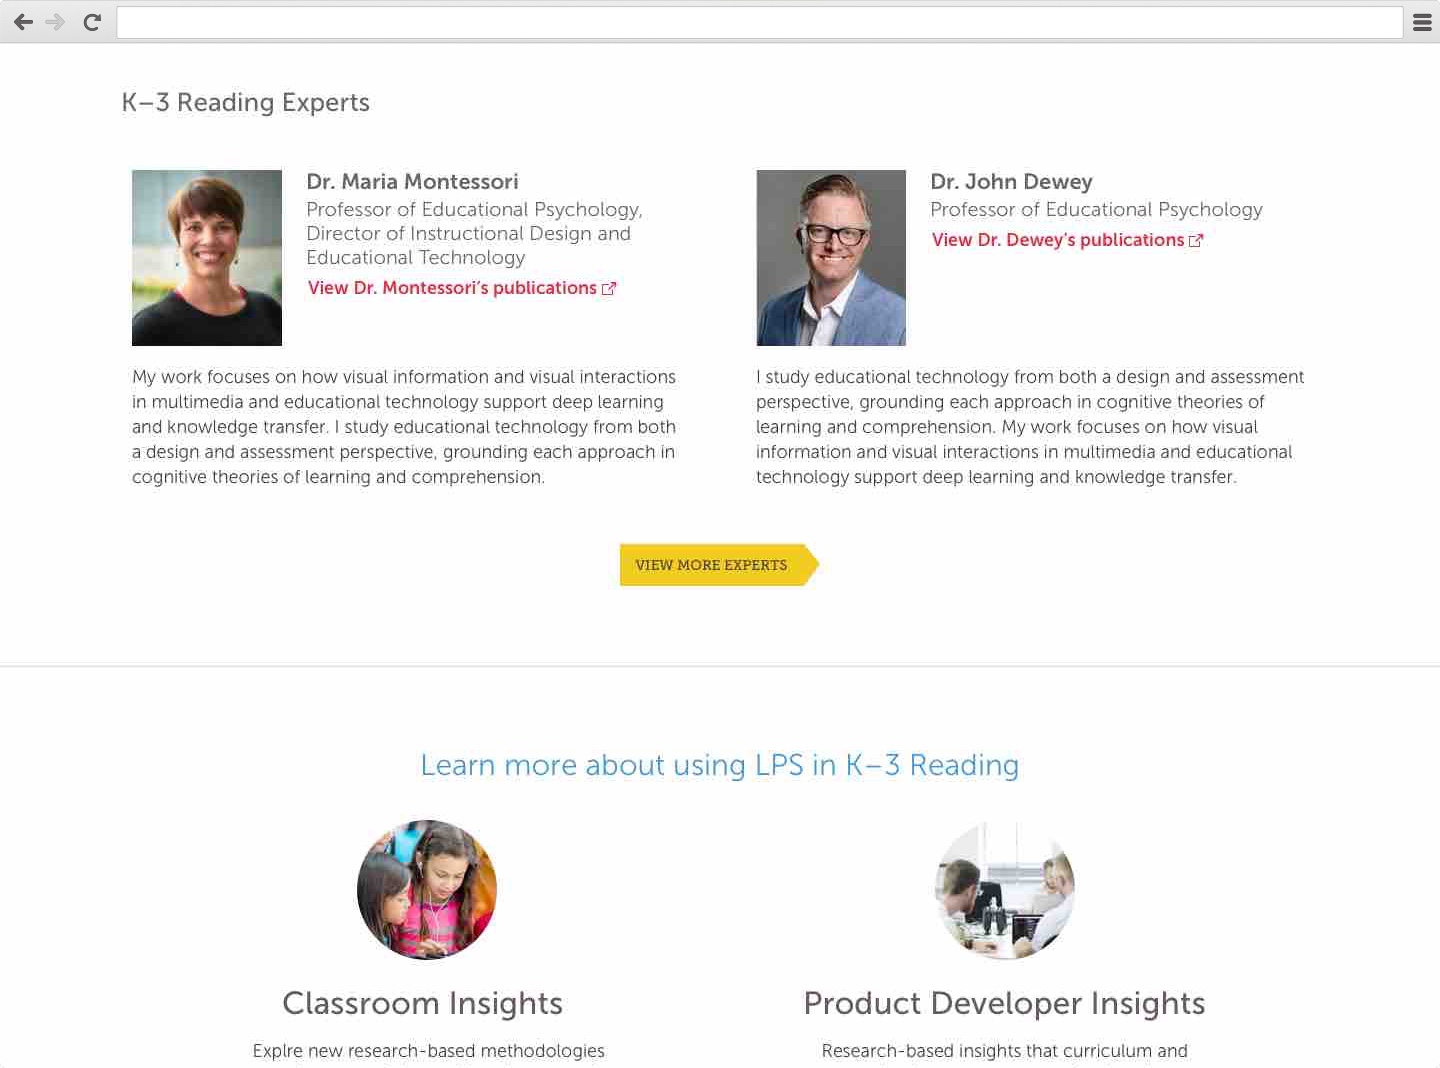 K–3 Reading Experts
Dr. Maria Montessori
Professor of Educational Psychology,
Director of Instructional Design and
Educational Technology
View Dr. Montessori's publications
My work focuses on how visual information and visual interactions
in multimedia and educational technology support deep learning
and knowledge transfer. I study educational technology from both
a design and assessment perspective, grounding each approach in
cognitive theories of learning and comprehension.
Dr. John Dewey
Professor of Educational Psychology
View Dr. Dewey's publications
I study educational technology from both a design and assessment
perspective, grounding each approach in cognitive theories of
learning and comprehension. My work focuses on how visual
information and visual interactions in multimedia and educational
technology support deep learning and knowledge transfer.
VIEW MORE EXPERTS
Learn more about using LPS in K–3 Reading
Classroom Insights
Explre new research-based methodologies
Product Developer Insights
Research-based insights that curriculum and